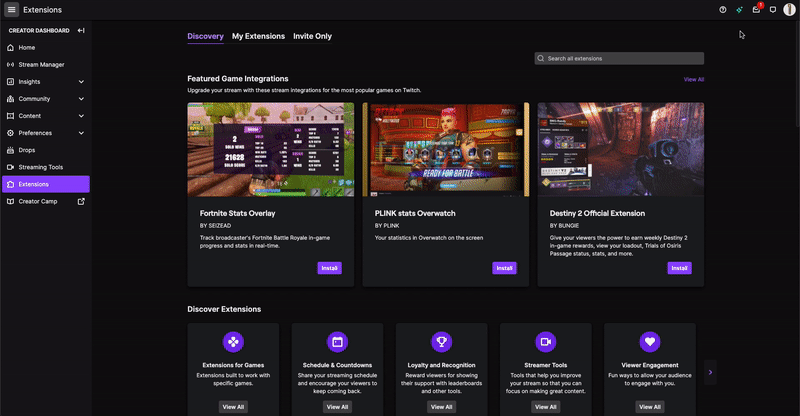 Extensions
1
CREATOR DASHBOARD
Home
Stream Manager
Insights
Community
Content
Preferences
Drops
Streaming Tools
Extensions
Creator Camp
Discovery
My Extensions
Invite Only
Search all extensions
Featured Game Integrations
Upgrade your stream with these stream integrations for the most popular games on Twitch.
View All
2
SOLO WINS
21628
SOLO SCORE
READY FOR BATTLE
Fortnite Stats Overlay
BY SEIZEAD
Track broadcaster's Fortnite Battle Royale in-game
progress and stats in real-time.
Install
PLINK stats Overwatch
BY PLINK
Your statistics in Overwatch on the screen
Install
Destiny 2 Official Extension
BY BUNGIE
Give your viewers the power to earn weekly Destiny 2
in-game rewards, view your loadout, Trials of Osiris
Passage status, stats, and more.
Install
Discover Extensions
Extensions for Games
Extensions built to work with
specific games.
View All
Schedule & Countdowns
Share your streaming schedule
and encourage your viewers to
keep coming back.
View All
Loyalty and Recognition
Reward viewers for showing
their support with leaderboards
and other tools.
View All
Streamer Tools
Tools that help you improve
your stream so that you can
focus on making great content.
View All
Viewer Engagement
Fun ways to allow your audience
to engage with you.
View All